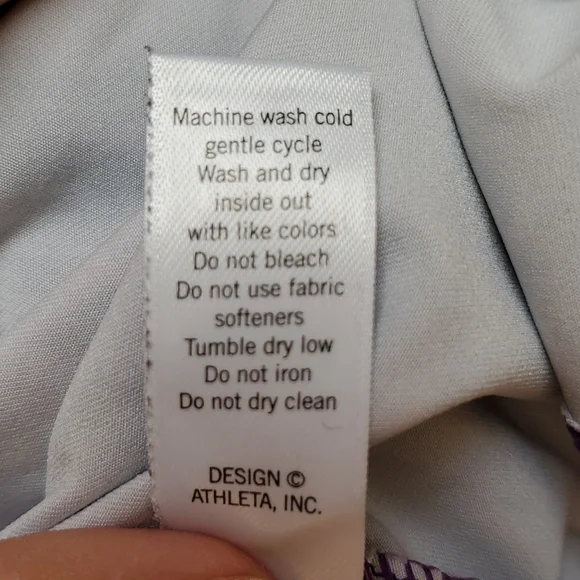 Machine wash cold
gentle cycle
Wash and dry
inside out
with like colors
Do not bleach
Do not use fabric
softeners
Tumble dry low
Do not iron
Do not dry clean
DESIGN ©
ATHLETA, INC.